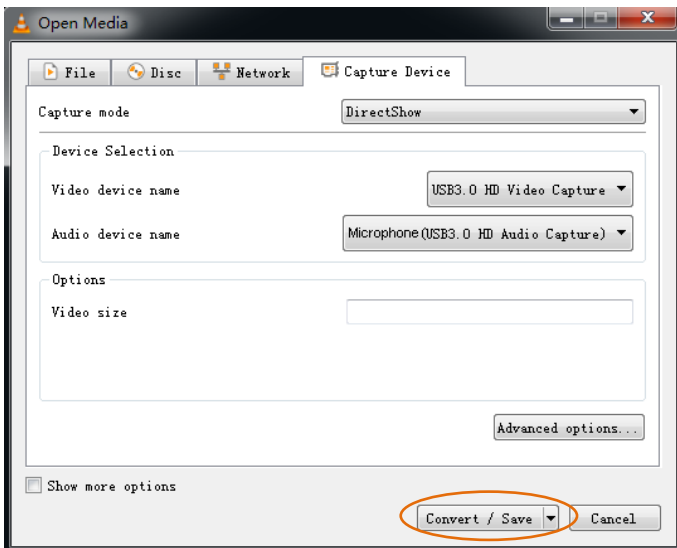 Open Media
File Disc Network Capture Device
Capture mode DirectShow
Device Selection
Video device name USB3.0 HD Video Capture
Audio device name Microphone (USB3.0 HD Audio Capture)
Options
Video size
Advanced options...
Show more options
Convert / Save Cancel